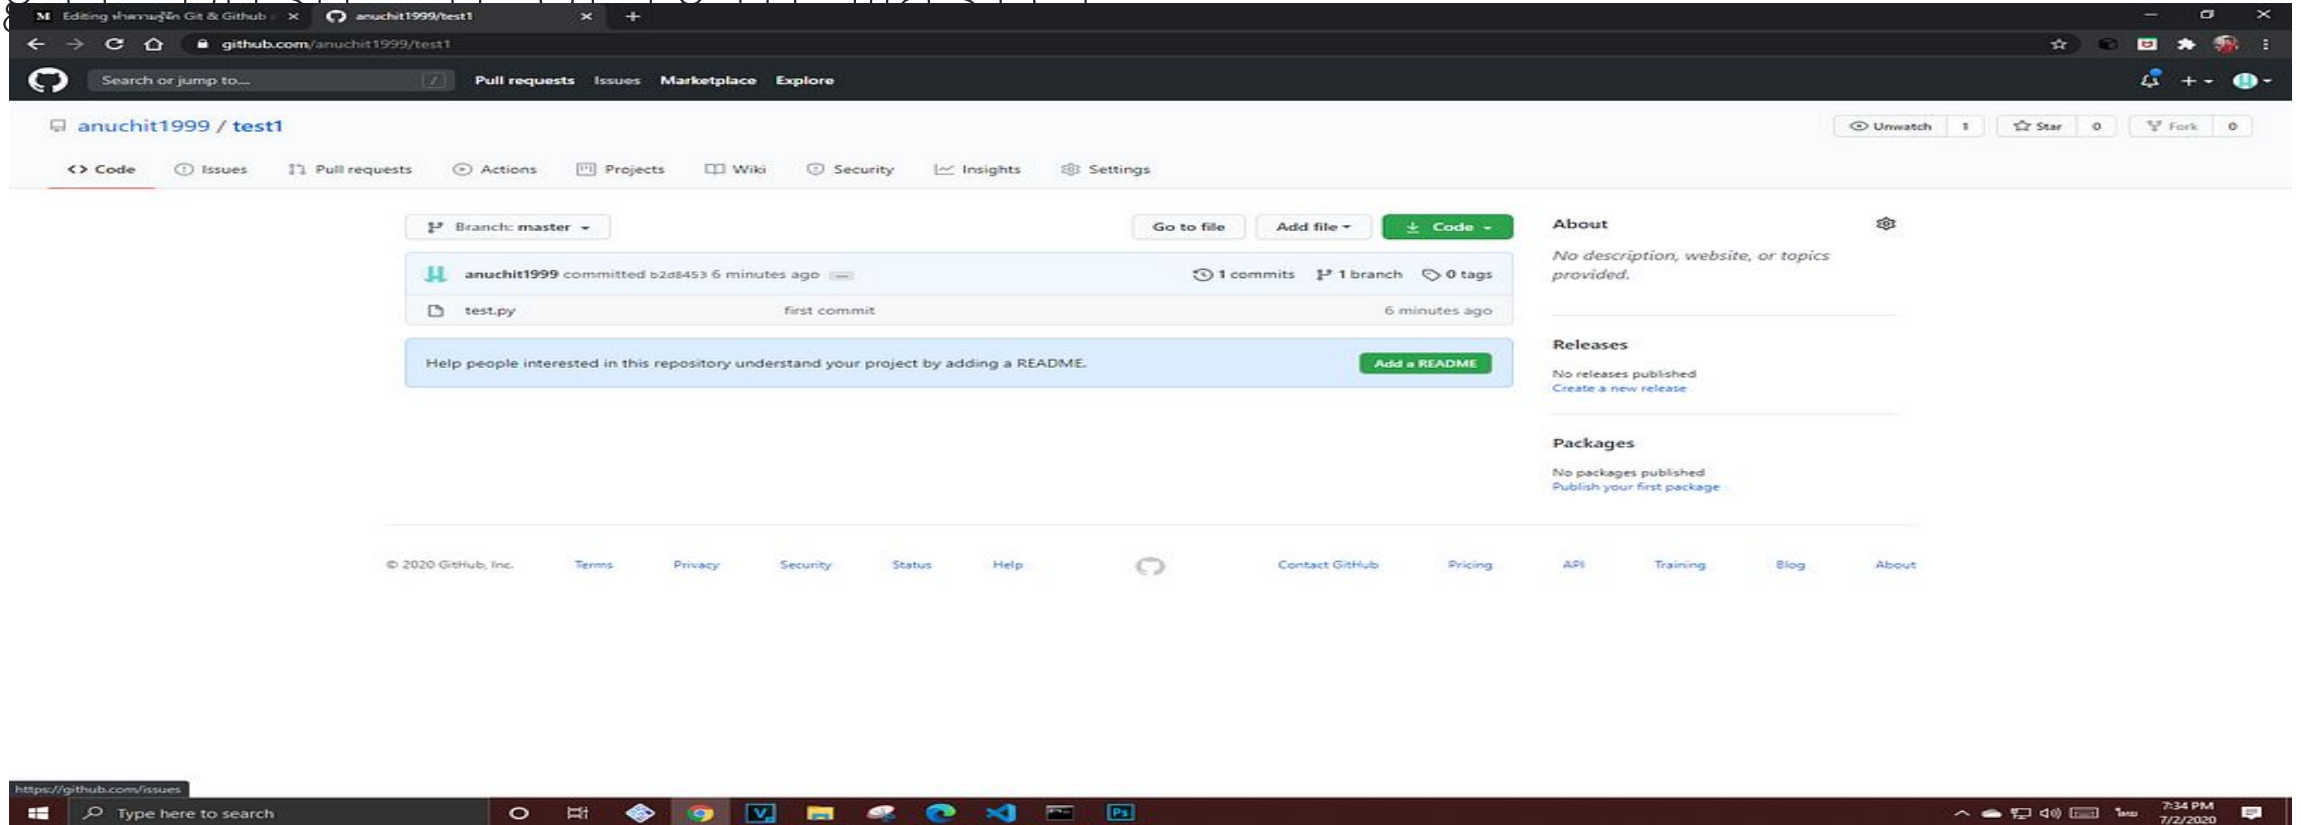 Editing ทำความรู้จัก Git & Github
anuchit1999/test1
github.com/anuchit1999/test1
Search or jump to...
/
Pull requests Issues Marketplace Explore
anuchit1999 / test1
Unwatch 1
Star 0
Fork 0
Code Issues Pull requests Actions Projects Wiki Security Insights Settings
Branch: master
Go to file
Add file
Code
About
No description, website, or topics
provided.
anuchit1999 committed b2d8453 6 minutes ago
1 commits 1 branch 0 tags
test.py first commit 6 minutes ago
Help people interested in this repository understand your project by adding a README.
Add a README
Releases
No releases published
Create a new release
Packages
No packages published
Publish your first package
© 2020 GitHub, Inc. Terms Privacy Security Status Help Contact GitHub Pricing API Training Blog About
https://github.com/issues
Type here to search
ไทย
7:34 PM
7/2/2020